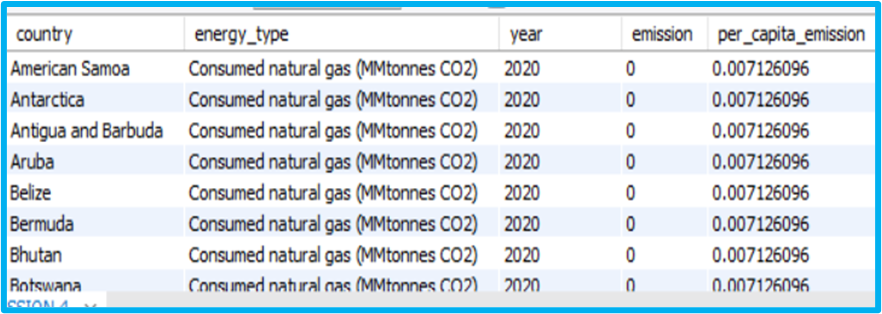 country energy_type year emission per_capita_emission
American Samoa Consumed natural gas (MMtonnes CO2) 2020 0 0.007126096
Antarctica Consumed natural gas (MMtonnes CO2) 2020 0 0.007126096
Antigua and Barbuda Consumed natural gas (MMtonnes CO2) 2020 0 0.007126096
Aruba Consumed natural gas (MMtonnes CO2) 2020 0 0.007126096
Belize Consumed natural gas (MMtonnes CO2) 2020 0 0.007126096
Bermuda Consumed natural gas (MMtonnes CO2) 2020 0 0.007126096
Bhutan Consumed natural gas (MMtonnes CO2) 2020 0 0.007126096
Botswana Consumed natural gas (MMtonnes CO2) 2020 0 0.007126096